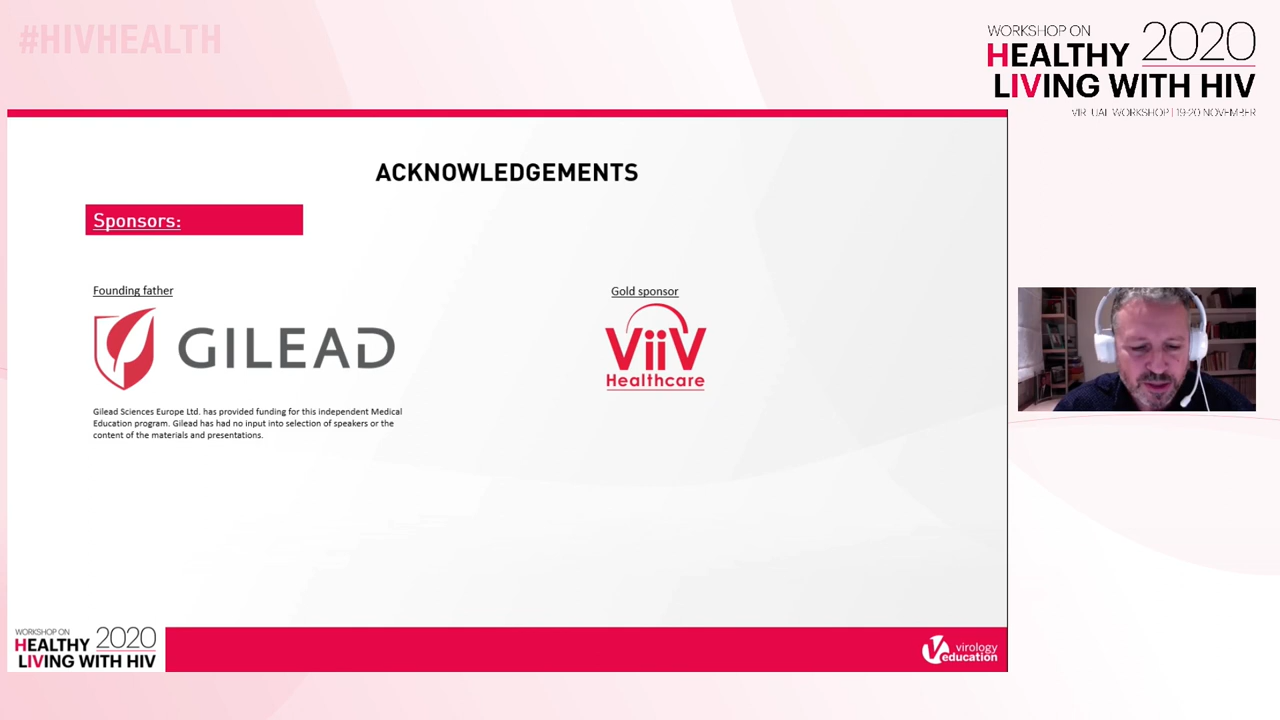 #HIVHEALTH
WORKSHOP ON
HEALTHY 2020
LIVING WITH HIV
VIRTUAL WORKSHOP | 19-20 NOVEMBER
ACKNOWLEDGEMENTS
Sponsors:
Founding father
GILEAD
Gilead Sciences Europe Ltd. has provided funding for this independent Medical
Education program. Gilead has had no input into selection of speakers or the
content of the materials and presentations.
Gold sponsor
ViiV
Healthcare
WORKSHOP ON
HEALTHY 2020
LIVING WITH HIV
virology
education